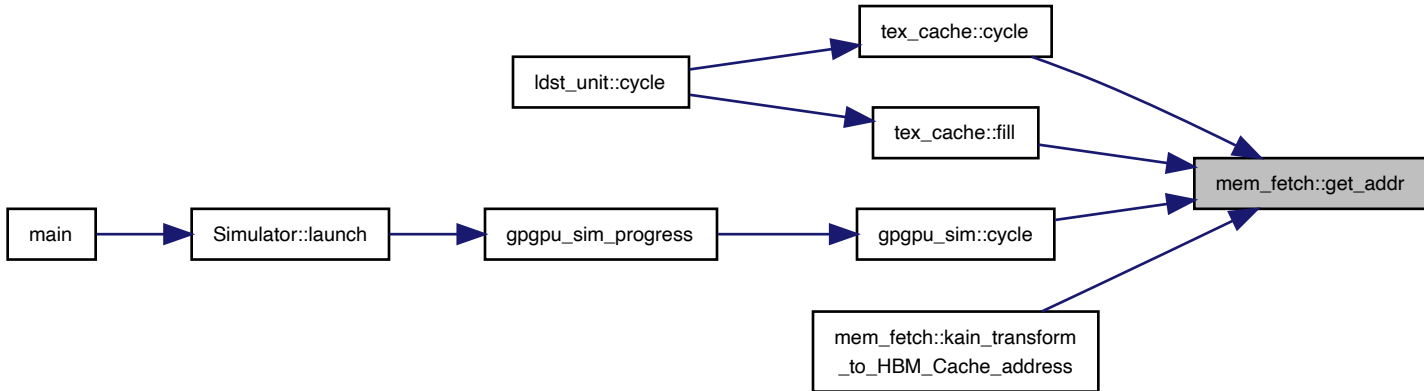 tex_cache::cycle
ldst_unit::cycle
tex_cache::fill
mem_fetch::get_addr
main
Simulator::launch
gpgpu_sim_progress
gpgpu_sim::cycle
mem_fetch::kain_transform
_to_HBM_Cache_address